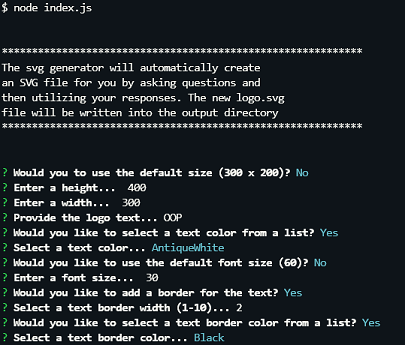 $ node index.js
************************************************************
The svg generator will automatically create
an SVG file for you by asking questions and
then utilizing your responses. The new logo.svg
file will be written into the output directory
************************************************************
? Would you to use the default size (300 x 200)? No
? Enter a height...  400
? Enter a width...  300
? Provide the logo text... OOP
? Would you like to select a text color from a list? Yes
? Select a text color... AntiqueWhite
? Would you like to use the default font size (60)? No
? Enter a font size...  30
? Would you like to add a border for the text? Yes
? Select a text border width (1-10)... 2
? Would you like to select a text border color from a list? Yes
? Select a text border color... Black